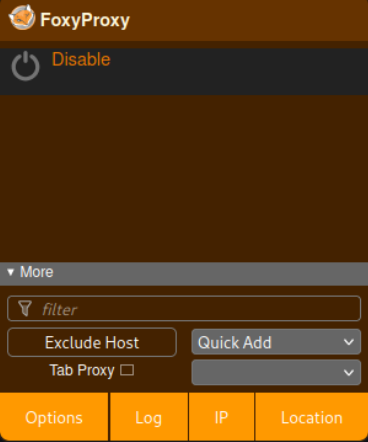 FoxyProxy
Disable
▾ More
filter
Exclude Host
Quick Add
Tab Proxy
Options
Log
IP
Location